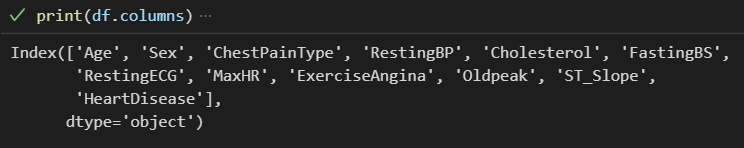 print(df.columns) ...
Index(['Age', 'Sex', 'ChestPainType', 'RestingBP', 'Cholesterol', 'FastingBS',
'RestingECG', 'MaxHR', 'ExerciseAngina', 'Oldpeak', 'ST_Slope',
'HeartDisease'],
dtype='object')